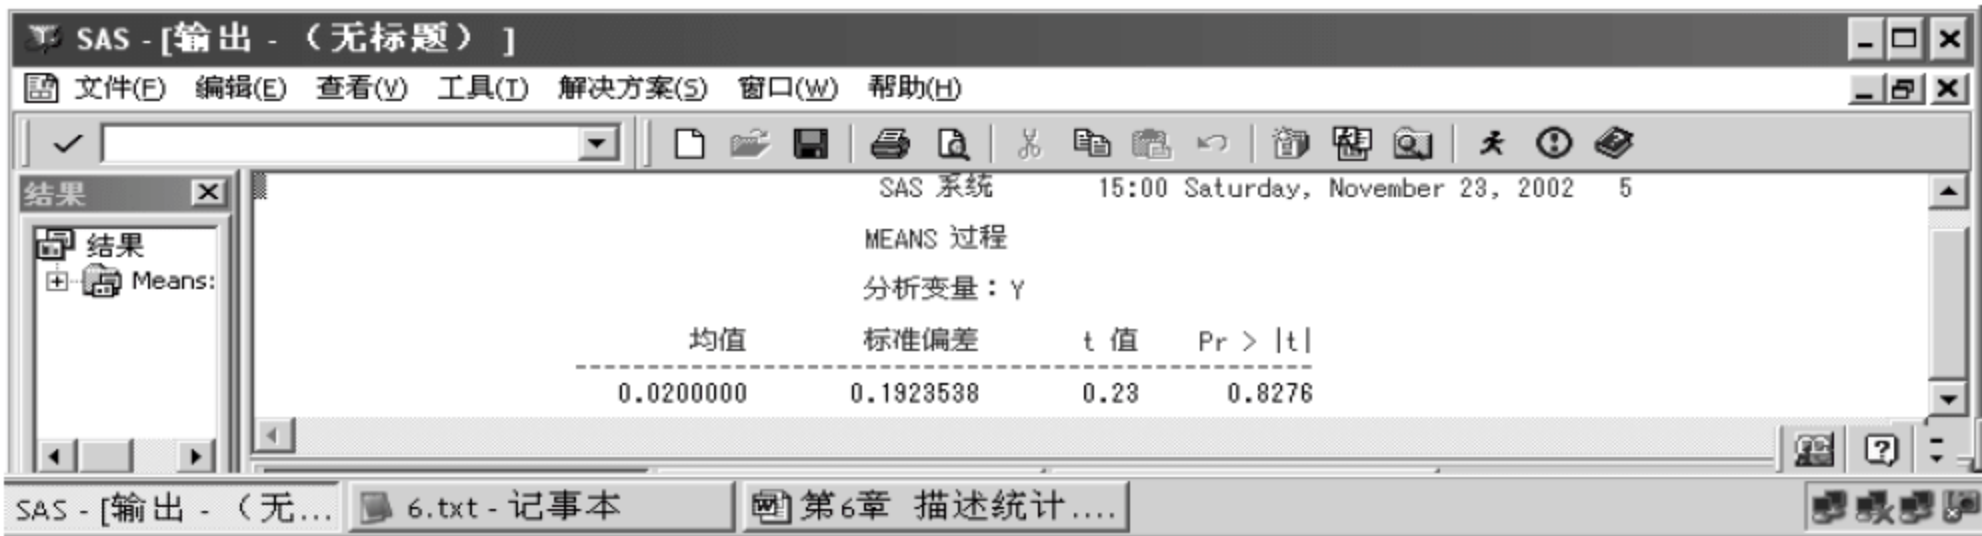 SAS - [输出 - （无标题） ]
文件(F) 编辑(E) 查看(V) 工具(T) 解决方案(S) 窗口(W) 帮助(H)
结果
结果
Means:
SAS 系统 15:00 Saturday, November 23, 2002 5
MEANS 过程
分析变量：Y
均值 标准偏差 t 值 Pr > |t|
0.0200000 0.1923538 0.23 0.8276
SAS - [输出 - （无... 6.txt - 记事本 第6章 描述统计....